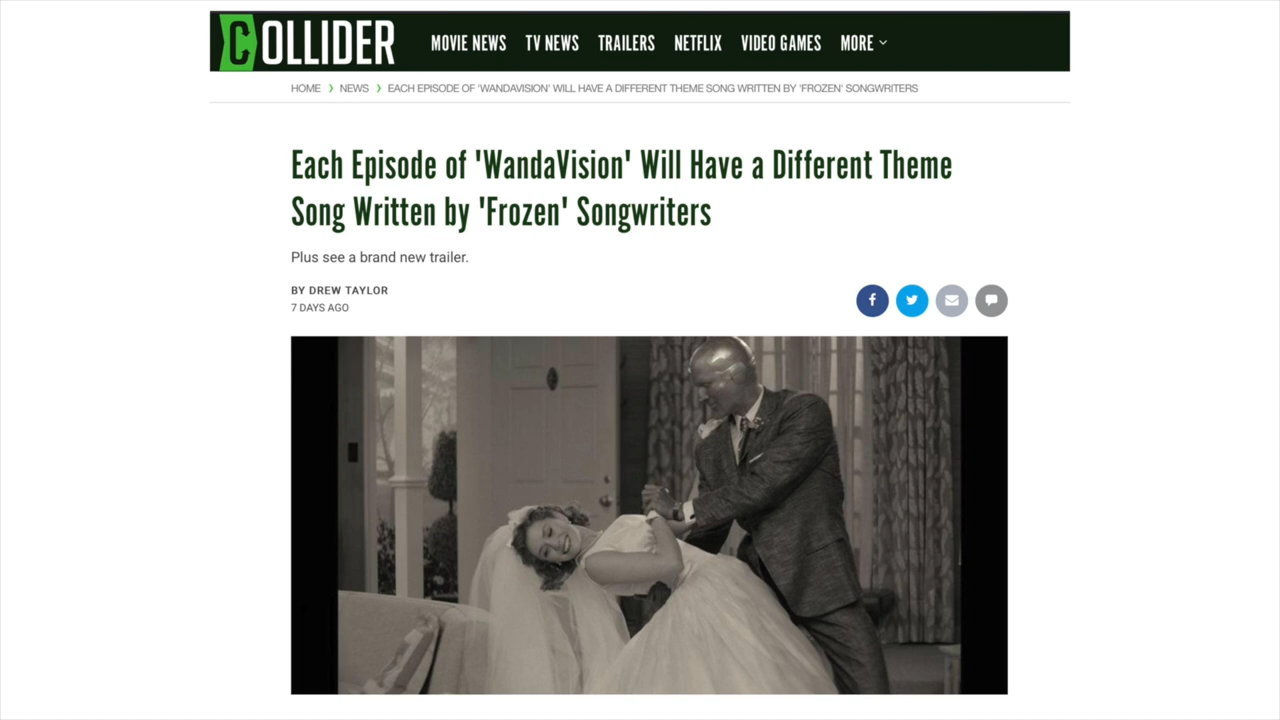 COLLIDER
MOVIE NEWS TV NEWS TRAILERS NETFLIX VIDEO GAMES MORE
HOME > NEWS > EACH EPISODE OF 'WANDAVISION' WILL HAVE A DIFFERENT THEME SONG WRITTEN BY 'FROZEN' SONGWRITERS
Each Episode of 'WandaVision' Will Have a Different Theme
Song Written by 'Frozen' Songwriters
Plus see a brand new trailer.
BY DREW TAYLOR
7 DAYS AGO